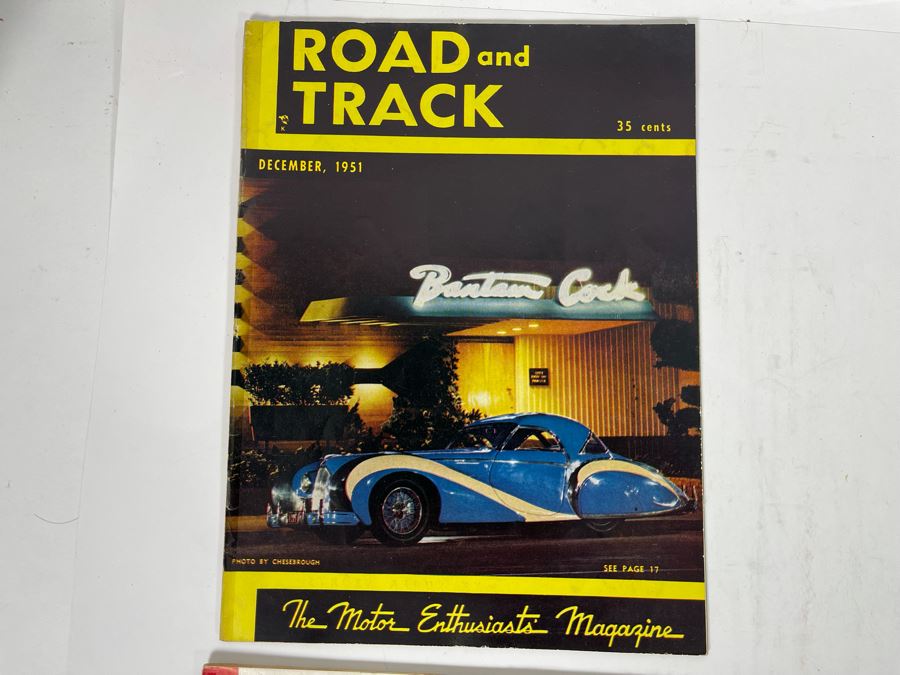 ROAD and
TRACK
K
35 cents
DECEMBER, 1951
Bantam Cock
PHOTO BY CHESEBROUGH
SEE PAGE 17
The Motor Enthusiasts' Magazine